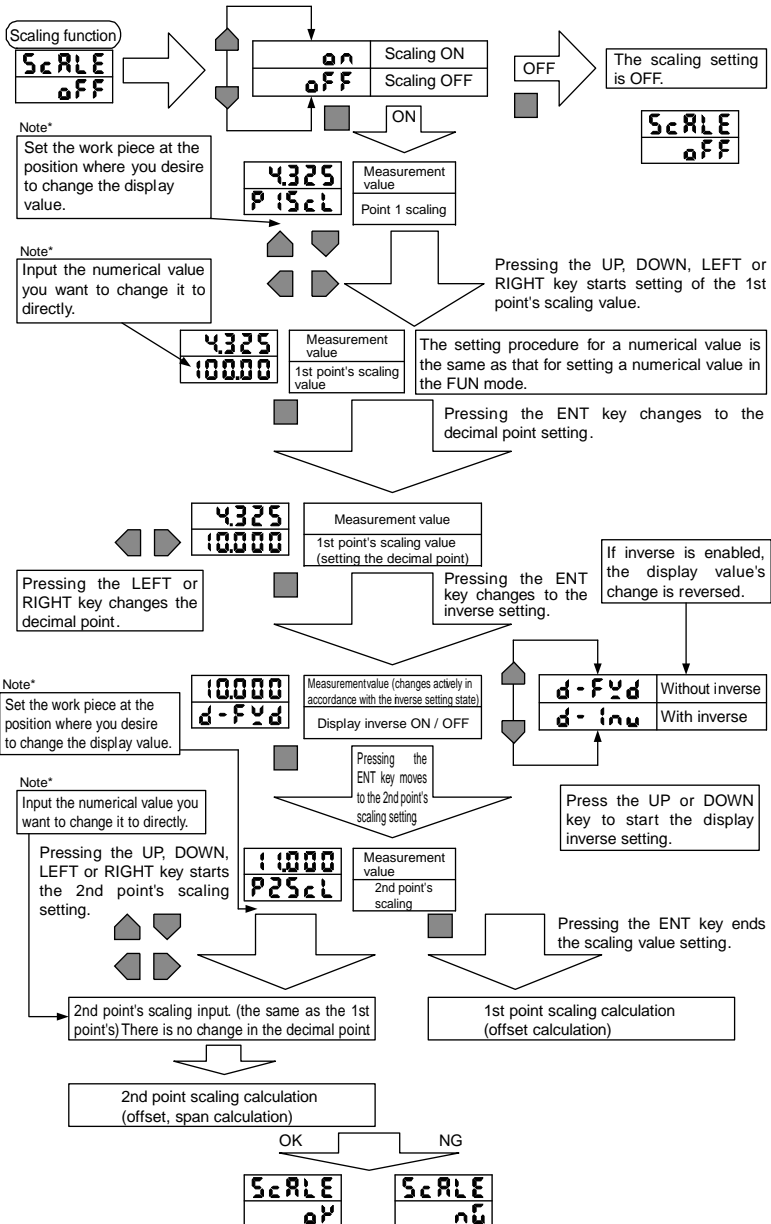 Scaling function
ScALE
oFF
on
Scaling ON
oFF
Scaling OFF
OFF
The scaling setting
is OFF.
ScALE
oFF
ON
Note*
Set the work piece at the
position where you desire
to change the display
value.
4.325
P1ScL
Measurement
value
Point 1 scaling
Note*
Input the numerical value
you want to change it to
directly.
Pressing the UP, DOWN, LEFT or
RIGHT key starts setting of the 1st
point's scaling value.
4.325
100.00
Measurement
value
1st point's scaling
value
The setting procedure for a numerical value is
the same as that for setting a numerical value in
the FUN mode.
Pressing the ENT key changes to the
decimal point setting.
4.325
10.000
Measurement value
1st point's scaling value
(setting the decimal point)
Pressing the LEFT or
RIGHT key changes the
decimal point.
Pressing the ENT
key changes to the
inverse setting.
If inverse is enabled,
the display value's
change is reversed.
Note*
Set the work piece at the
position where you desire
to change the display value.
10.000
d-Fyd
Measurementvalue (changes actively in
accordance with the inverse setting state)
Display inverse ON / OFF
d-Fyd
Without inverse
d-Inu
With inverse
Pressing the
ENT key moves
to the 2nd point's
scaling setting
Press the UP or DOWN
key to start the display
inverse setting.
Note*
Input the numerical value you
want to change it to directly.
Pressing the UP, DOWN,
LEFT or RIGHT key starts
the 2nd point's scaling
setting.
11.000
P2ScL
Measurement
value
2nd point's
scaling
Pressing the ENT key ends
the scaling value setting.
2nd point's scaling input. (the same as the 1st
point's) There is no change in the decimal point
1st point scaling calculation
(offset calculation)
2nd point scaling calculation
(offset, span calculation)
OK
NG
ScALE
oK
ScALE
nG